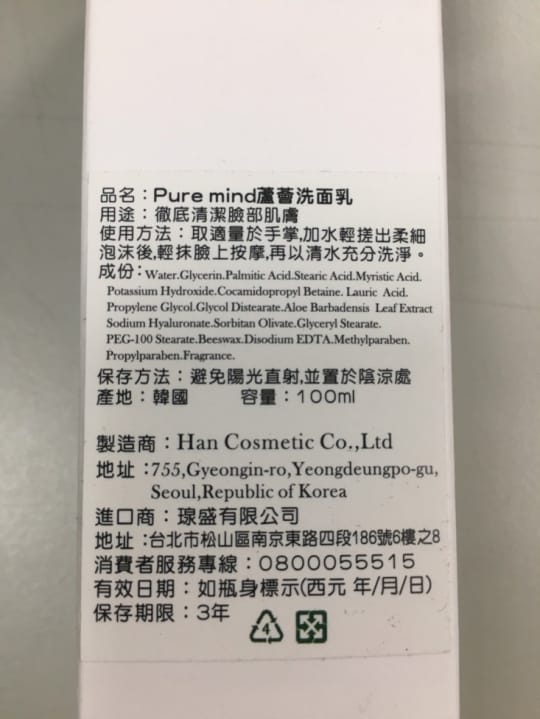 品名：Pure mind蘆薈洗面乳
用途：徹底清潔臉部肌膚
使用方法：取適量於手掌,加水輕搓出柔細
泡沫後,輕抹臉上按摩,再以清水充分洗淨。
成份：Water.Glycerin.Palmitic Acid.Stearic Acid.Myristic Acid.
Potassium Hydroxide.Cocamidopropyl Betaine. Lauric Acid.
Propylene Glycol.Glycol Distearate.Aloe Barbadensis Leaf Extract
Sodium Hyaluronate.Sorbitan Olivate.Glyceryl Stearate.
PEG-100 Stearate.Beeswax.Disodium EDTA.Methylparaben.
Propylparaben.Fragrance.
保存方法：避免陽光直射,並置於陰涼處
產地：韓國 容量：100ml
製造商：Han Cosmetic Co.,Ltd
地址：755,Gyeongin-ro,Yeongdeungpo-gu,
Seoul,Republic of Korea
進口商：瑔盛有限公司
地址：台北市松山區南京東路四段186號6樓之8
消費者服務專線：0800055515
有效日期：如瓶身標示(西元 年/月/日)
保存期限：3年
4